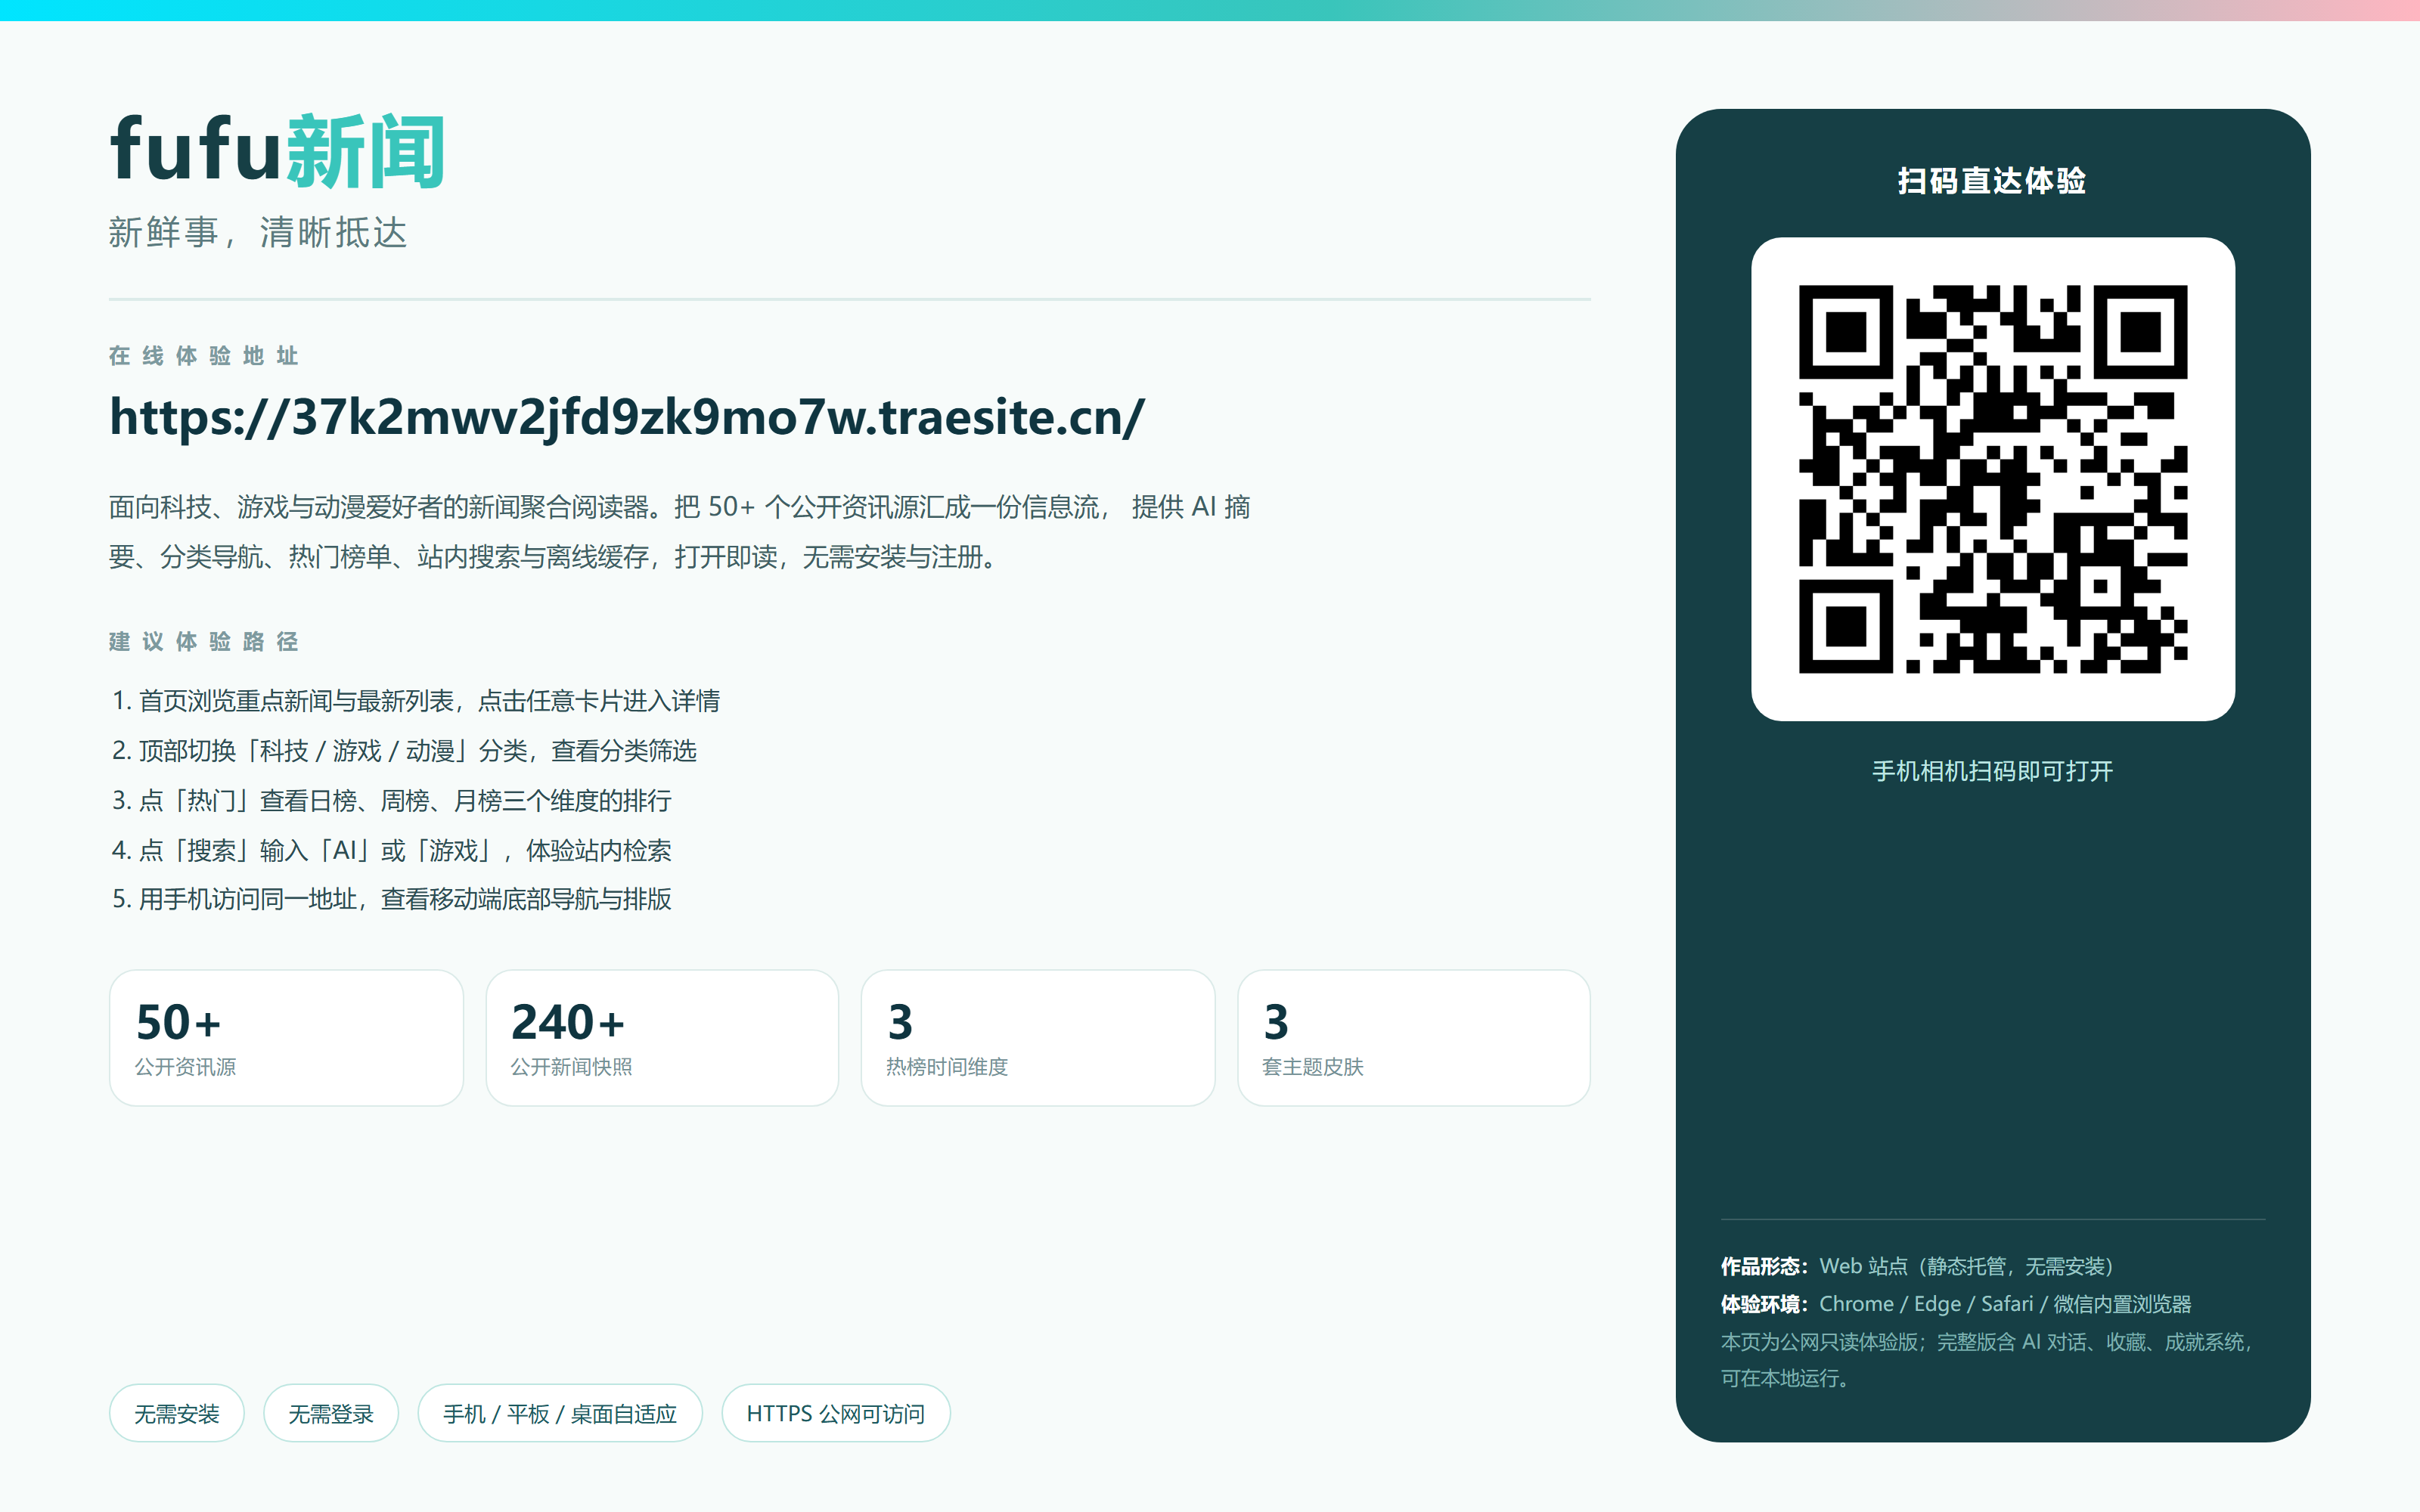 fufu新闻
新鲜事，清晰抵达
在线体验地址
https://37k2mwv2jfd9zk9mo7w.traesite.cn/
面向科技、游戏与动漫爱好者的新闻聚合阅读器。把 50+ 个公开资讯源汇成一份信息流， 提供 AI 摘
要、分类导航、热门榜单、站内搜索与离线缓存，打开即读，无需安装与注册。
建议体验路径
1. 首页浏览重点新闻与最新列表，点击任意卡片进入详情
2. 顶部切换「科技 / 游戏 / 动漫」分类，查看分类筛选
3. 点「热门」查看日榜、周榜、月榜三个维度的排行
4. 点「搜索」输入「AI」或「游戏」，体验站内检索
5. 用手机访问同一地址，查看移动端底部导航与排版
50+
公开资讯源
240+
公开新闻快照
3
热榜时间维度
3
套主题皮肤
无需安装
无需登录
手机 / 平板 / 桌面自适应
HTTPS 公网可访问
扫码直达体验
手机相机扫码即可打开
作品形态：Web 站点（静态托管，无需安装）
体验环境：Chrome / Edge / Safari / 微信内置浏览器
本页为公网只读体验版；完整版含 AI 对话、收藏、成就系统，
可在本地运行。